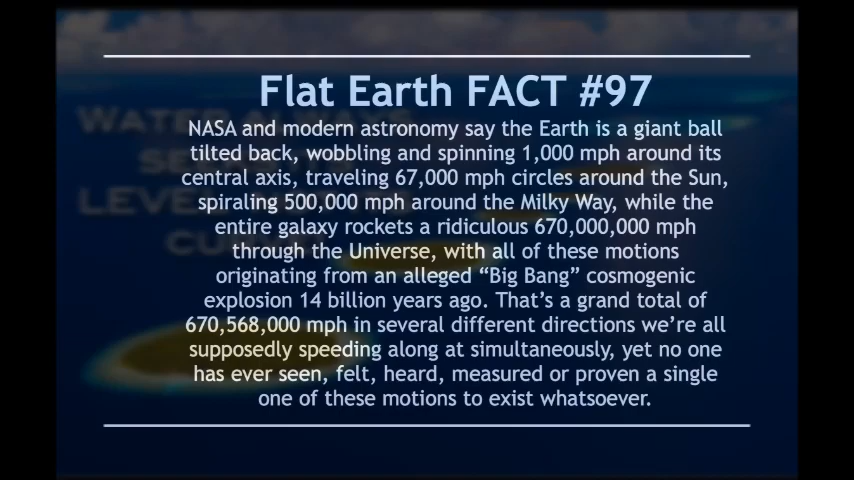 Flat Earth FACT #97
NASA and modern astronomy say the Earth is a giant ball
tilted back, wobbling and spinning 1,000 mph around its
central axis, traveling 67,000 mph circles around the Sun,
spiraling 500,000 mph around the Milky Way, while the
entire galaxy rockets a ridiculous 670,000,000 mph
through the Universe, with all of these motions
originating from an alleged “Big Bang” cosmogenic
explosion 14 billion years ago. That’s a grand total of
670,568,000 mph in several different directions we’re all
supposedly speeding along at simultaneously, yet no one
has ever seen, felt, heard, measured or proven a single
one of these motions to exist whatsoever.